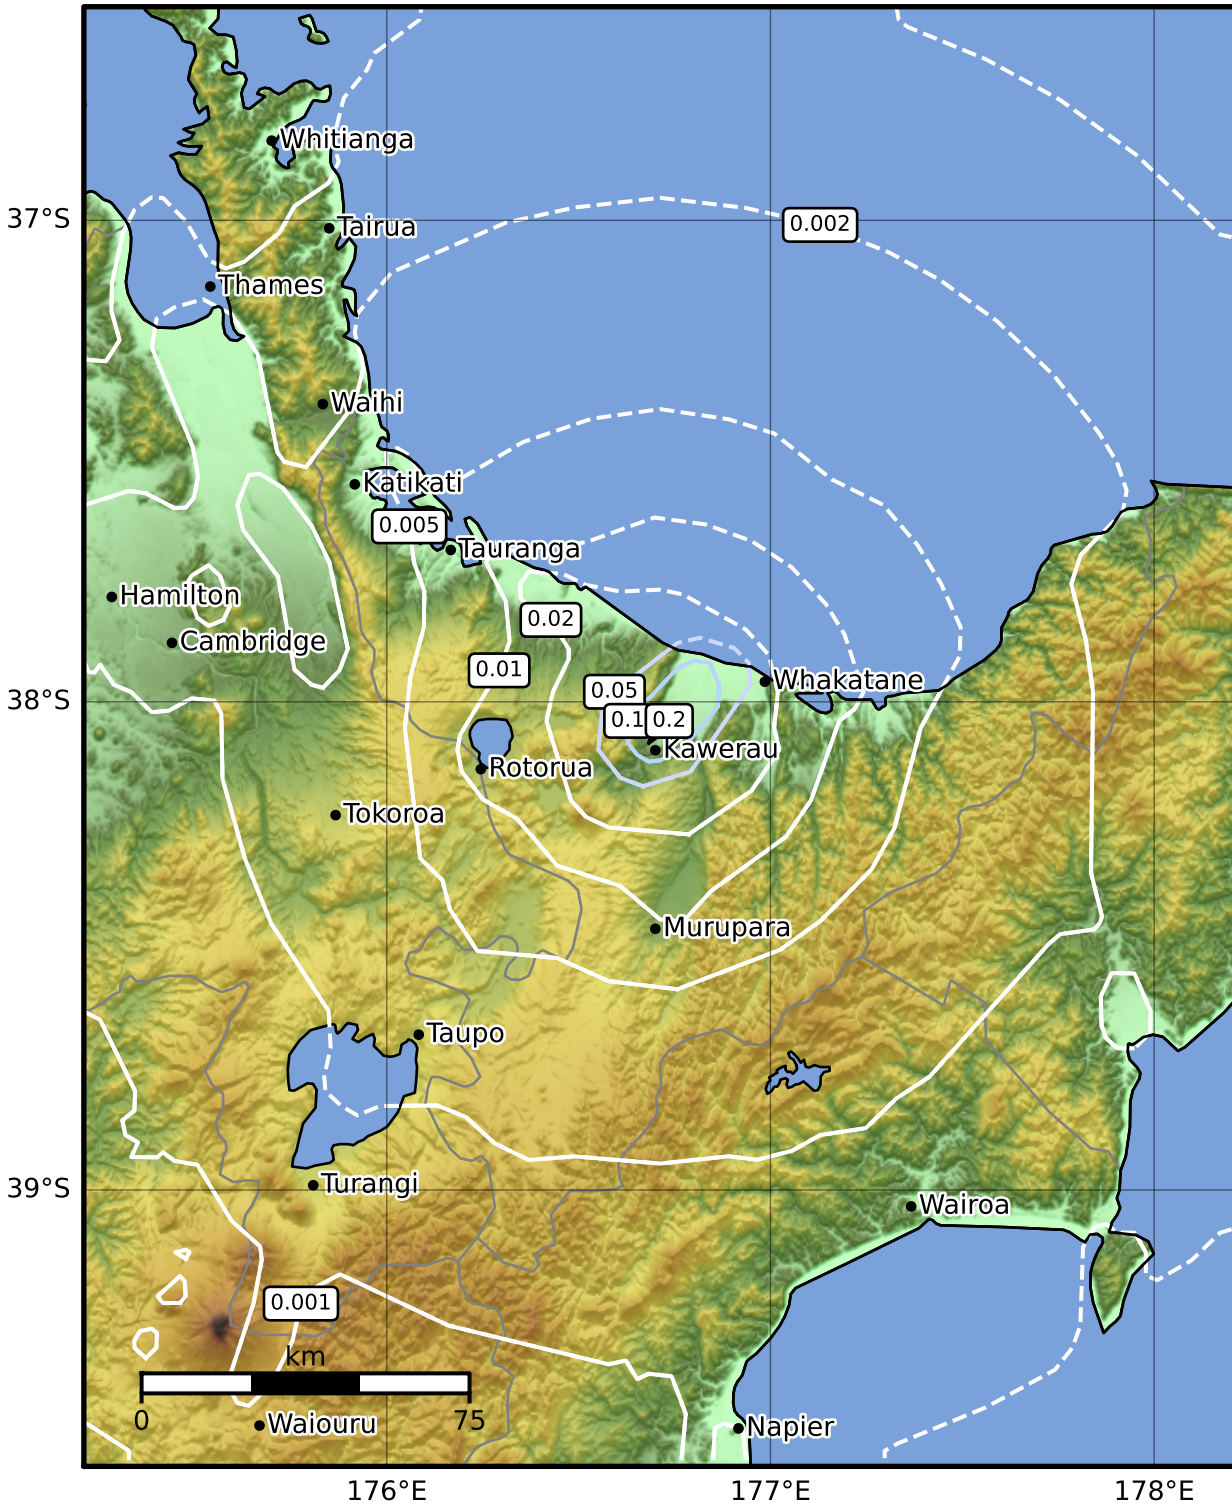 Whitianga
37°S
0.002
Tairua
Thames
Waihi
Katikati
0.005
Tauranga
Hamilton
0.02
Cambridge
0.01
Whakatane
0.05
38°S
0.1
0.2
Kawerau
Rotorua
Tokoroa
Murupara
Taupo
Turangi
39°S
Wairoa
0.001
km
0
75
Waiouru
Napier
176°E
177°E
178°E